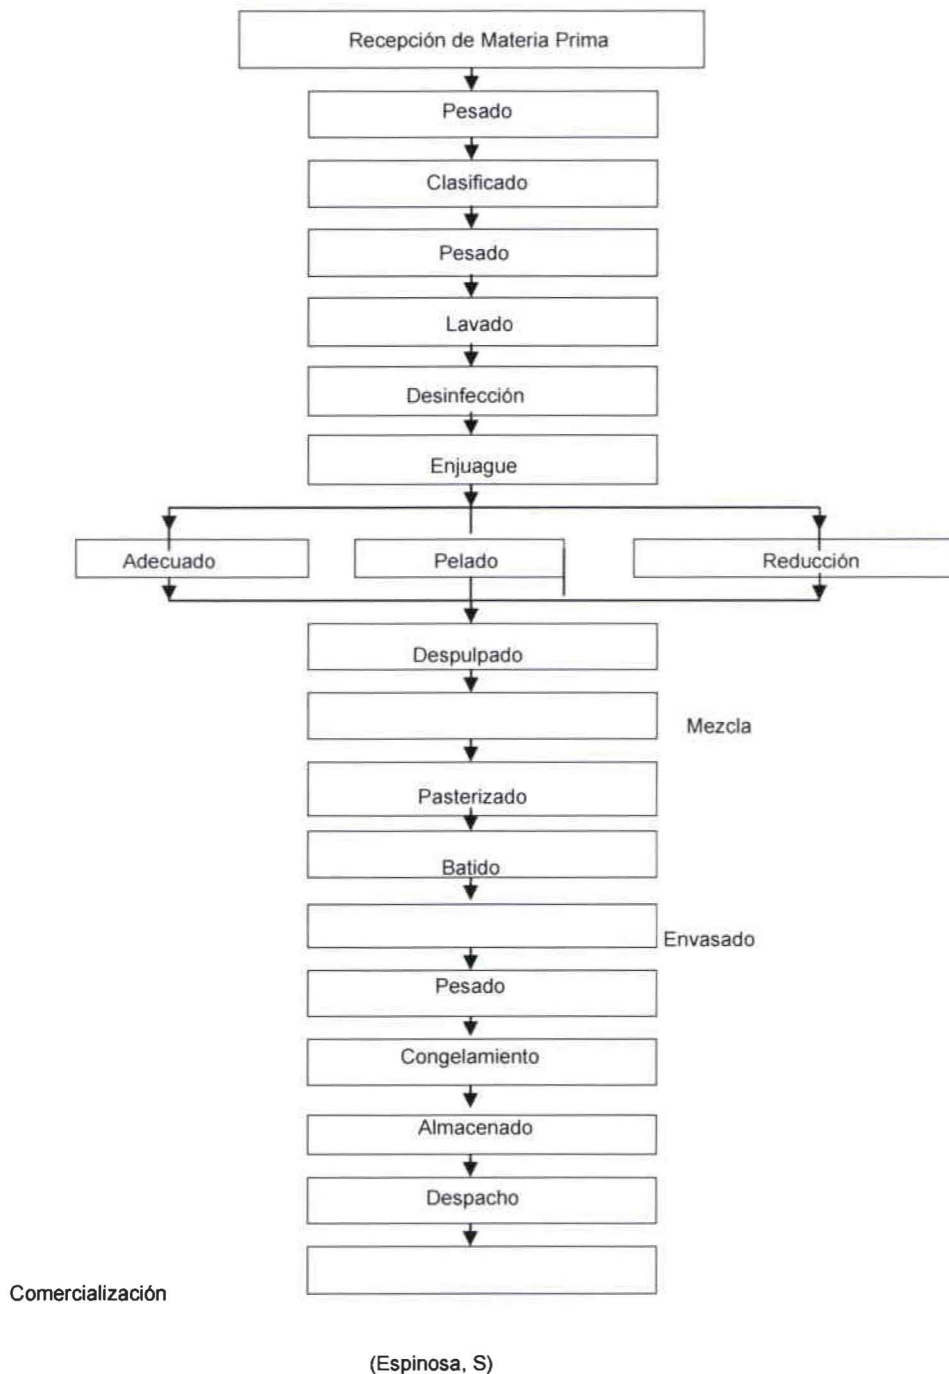 Recepción de Materia Prima
Pesado
Clasificado
Pesado
Lavado
Desinfección
Enjuague
Adecuado Pelado Reducción
Despulpado
Mezcla
Pasterizado
Batido
Envasado
Pesado
Congelamiento
Almacenado
Despacho
Comercialización
(Espinosa, S)